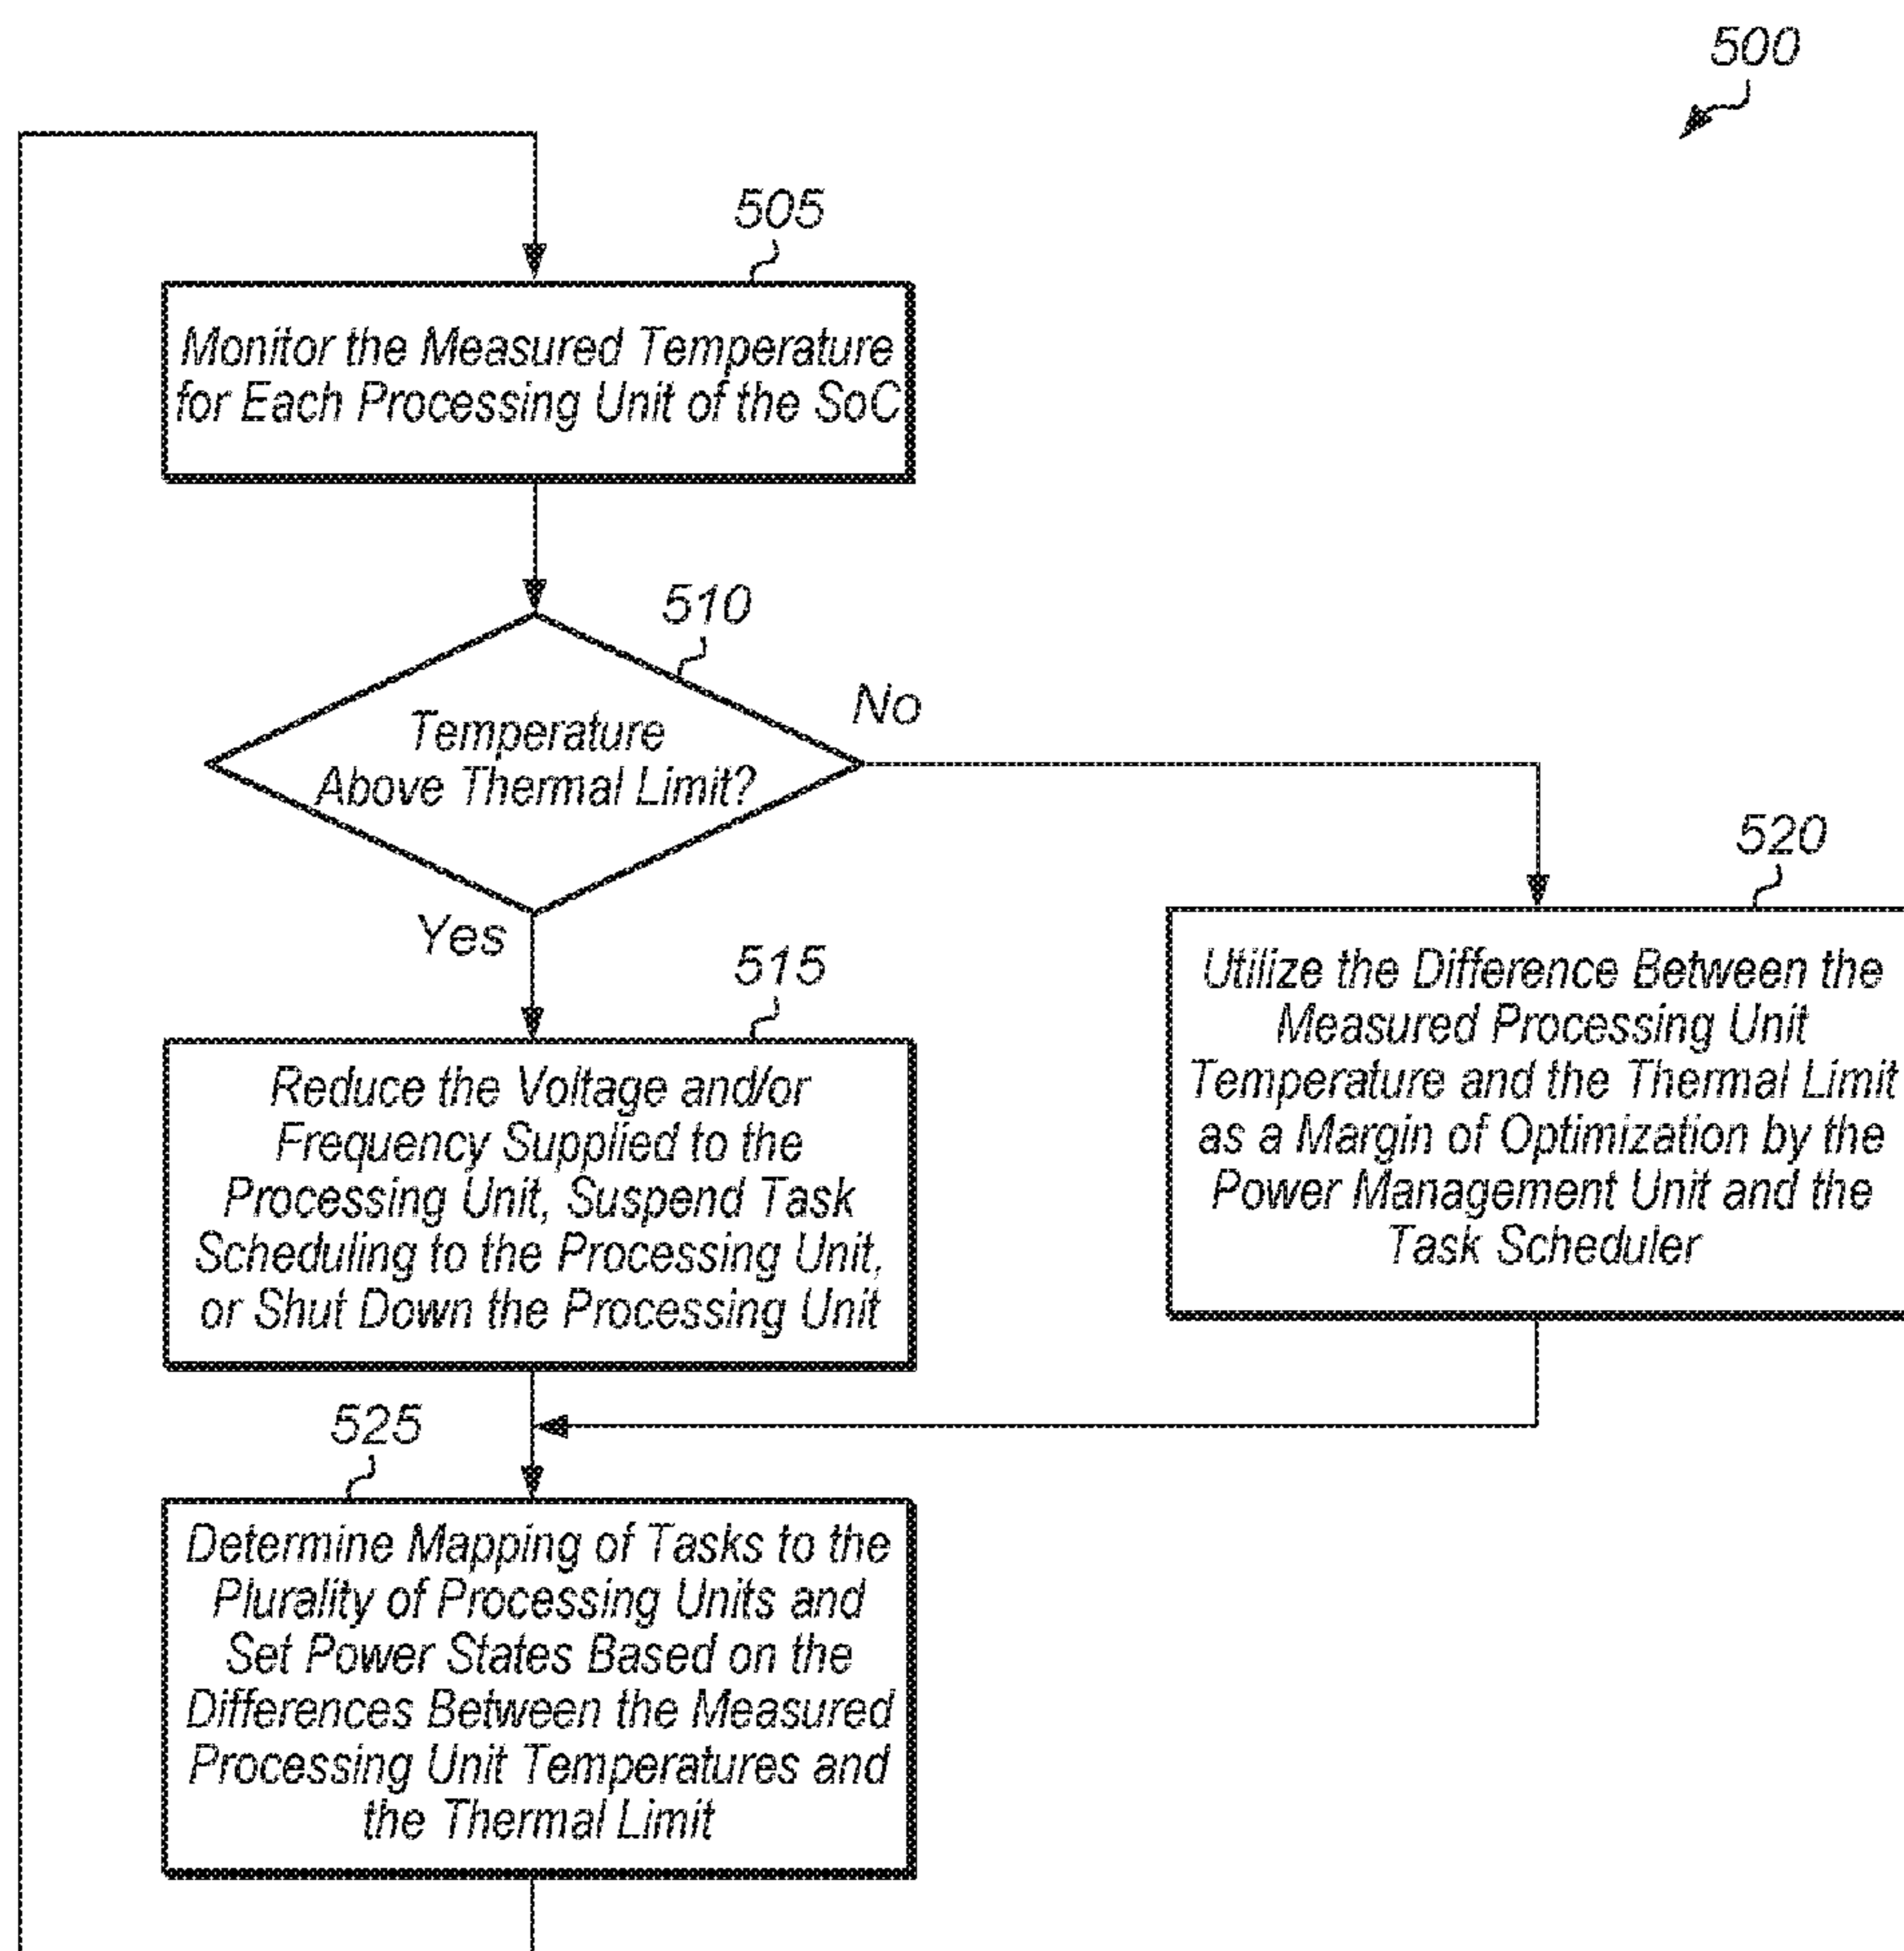 500
505
Monitor the Measured Temperature
for Each Processing Unit of the SoC
510
Temperature
Above Thermal Limit?
No
Yes
515
Reduce the Voltage and/or
Frequency Supplied to the
Processing Unit, Suspend Task
Scheduling to the Processing Unit,
or Shut Down the Processing Unit
520
Utilize the Difference Between the
Measured Processing Unit
Temperature and the Thermal Limit
as a Margin of Optimization by the
Power Management Unit and the
Task Scheduler
525
Determine Mapping of Tasks to the
Plurality of Processing Units and
Set Power States Based on the
Differences Between the Measured
Processing Unit Temperatures and
the Thermal Limit